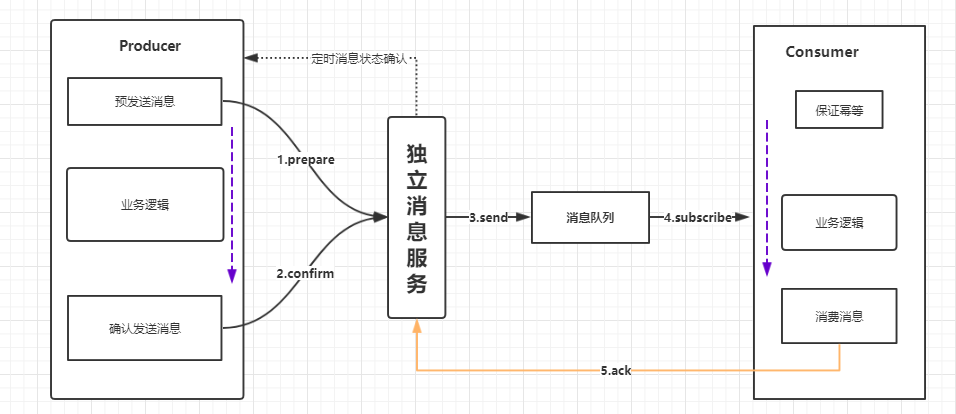 Producer
预发送消息
业务逻辑
确认发送消息
定时消息状态确认
1.prepare
2.confirm
独立消息服务
3.send
消息队列
4.subscribe
5.ack
Consumer
保证幂等
业务逻辑
消费消息